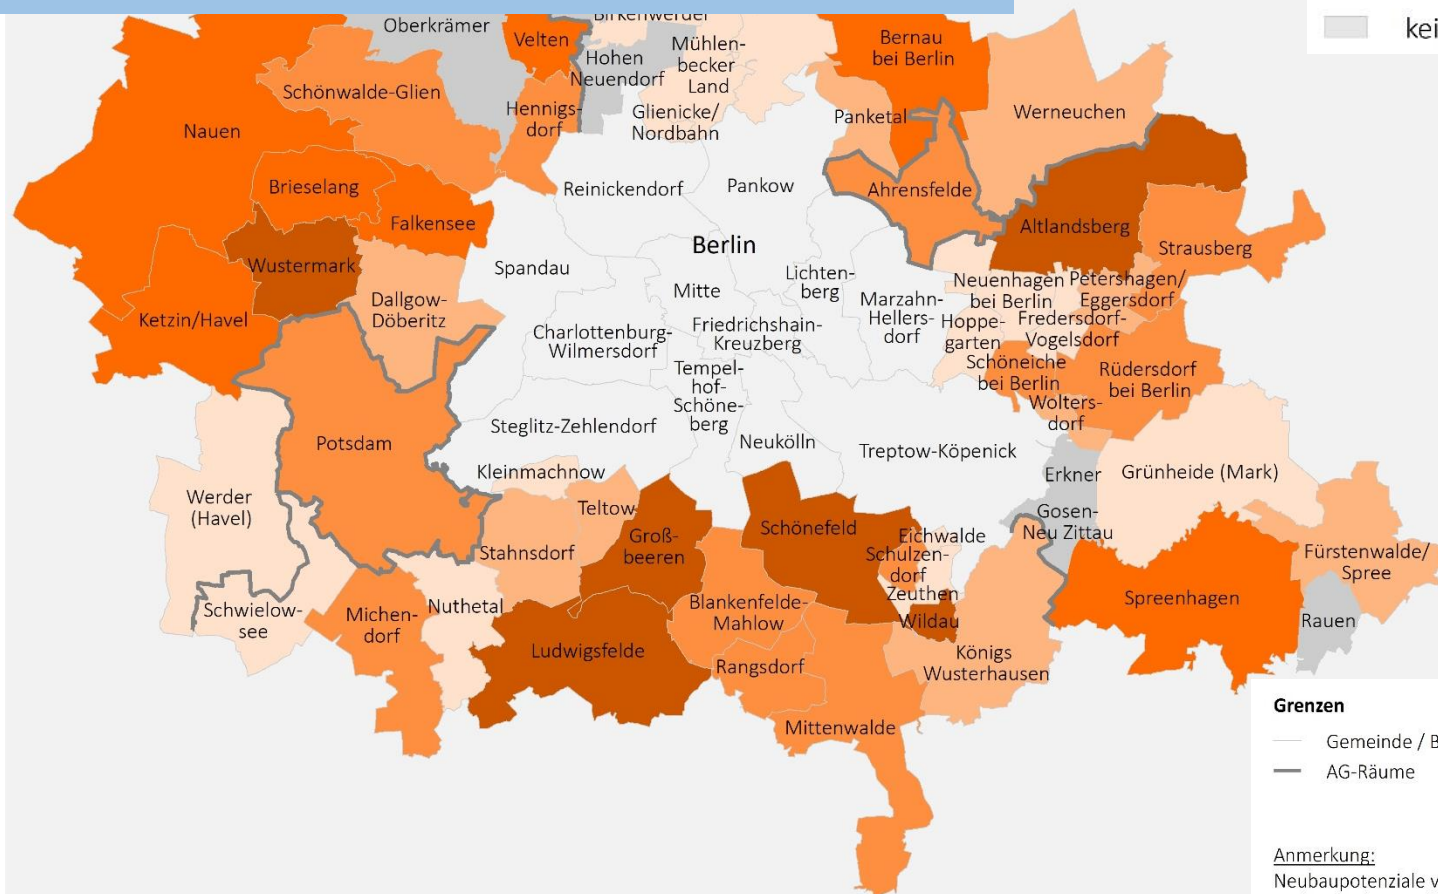 Oberkrämer
Velten
Birkenwerder
Bernau
bei Berlin
kei
Hohen
Neuendorf
Mühlen-
becker
Land
Schönwalde-Glien
Hennigs-
dorf
Glienicke/
Nordbahn
Panketal
Werneuchen
Nauen
Brieselang
Reinickendorf
Pankow
Ahrensfelde
Falkensee
Altlandsberg
Berlin
Strausberg
Wustermark
Spandau
Lichten-
berg
Neuenhagen
bei Berlin
Petershagen/
Eggersdorf
Mitte
Dallgow-
Döberitz
Marzahn-
Hellers-
dorf
Ketzin/Havel
Charlottenburg-
Wilmersdorf
Friedrichshain-
Kreuzberg
Hoppe-
garten
Fredersdorf-
Vogelsdorf
Schöneiche
bei Berlin
Rüdersdorf
bei Berlin
Tempel-
hof-
Schöne-
berg
Wolters-
dorf
Potsdam
Steglitz-Zehlendorf
Neukölln
Treptow-Köpenick
Kleinmachnow
Erkner
Grünheide (Mark)
Werder
(Havel)
Teltow
Gosen-
Neu Zittau
Stahnsdorf
Groß-
beeren
Schönefeld
Eichwalde
Schulzen-
dorf
Zeuthen
Fürstenwalde/
Spree
Schwielow-
see
Michen-
dorf
Nuthetal
Blankenfelde-
Mahlow
Wildau
Spreenhagen
Rauen
Ludwigsfelde
Rangsdorf
Königs
Wusterhausen
Mittenwalde
Grenzen
Gemeinde / B
AG-Räume
Anmerkung:
Neubaupotenziale v